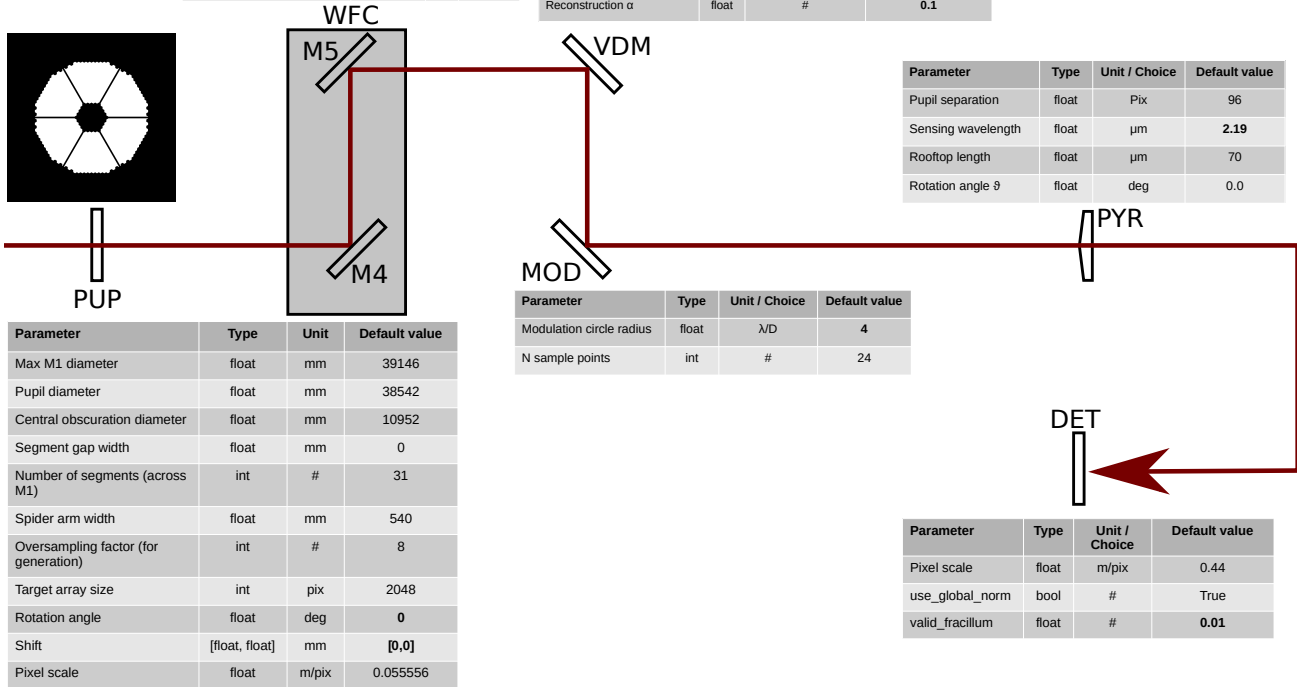 Reconstruction α float # 0.1
WFC
M5
VDM
M4
MOD
PUP
PYR
DET
Parameter Type Unit / Choice Default value
Pupil separation float Pix 96
Sensing wavelength float µm 2.19
Rooftop length float µm 70
Rotation angle ϑ float deg 0.0
Parameter Type Unit / Choice Default value
Modulation circle radius float λ/D 4
N sample points int # 24
Parameter Type Unit Default value
Max M1 diameter float mm 39146
Pupil diameter float mm 38542
Central obscuration diameter float mm 10952
Segment gap width float mm 0
Number of segments (across int # 31
M1)
Spider arm width float mm 540
Oversampling factor (for int # 8
generation)
Target array size int pix 2048
Rotation angle float deg 0
Shift [float, float] mm [0,0]
Pixel scale float m/pix 0.055556
Parameter Type Unit / Default value
Choice
Pixel scale float m/pix 0.44
use_global_norm bool # True
valid_fracillum float # 0.01